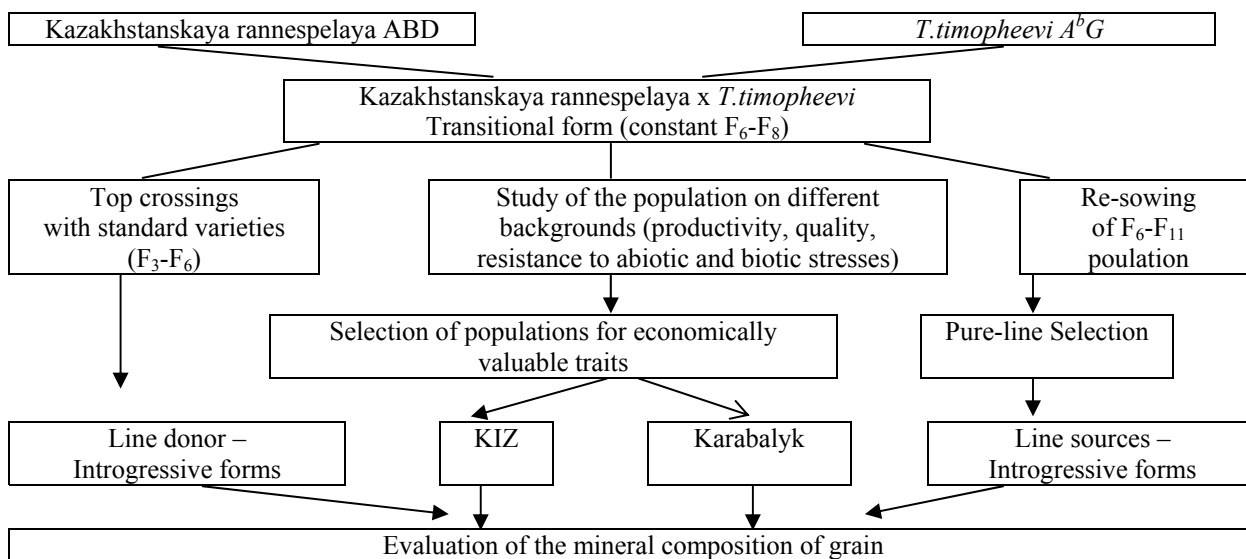 Kazakhstanskaya rannespelaya ABD
T.timopheevi AᵇG
Kazakhstanskaya rannespelaya x T.timopheevi
Transitional form (constant F₆-F₈)
Top crossings
with standard varieties
(F₃-F₆)
Study of the population on different
backgrounds (productivity, quality,
resistance to abiotic and biotic stresses)
Re-sowing
of F₆-F₁₁
poulation
Selection of populations for economically
valuable traits
Pure-line Selection
Line donor –
Introgressive forms
KIZ
Karabalyk
Line sources –
Introgressive forms
Evaluation of the mineral composition of grain